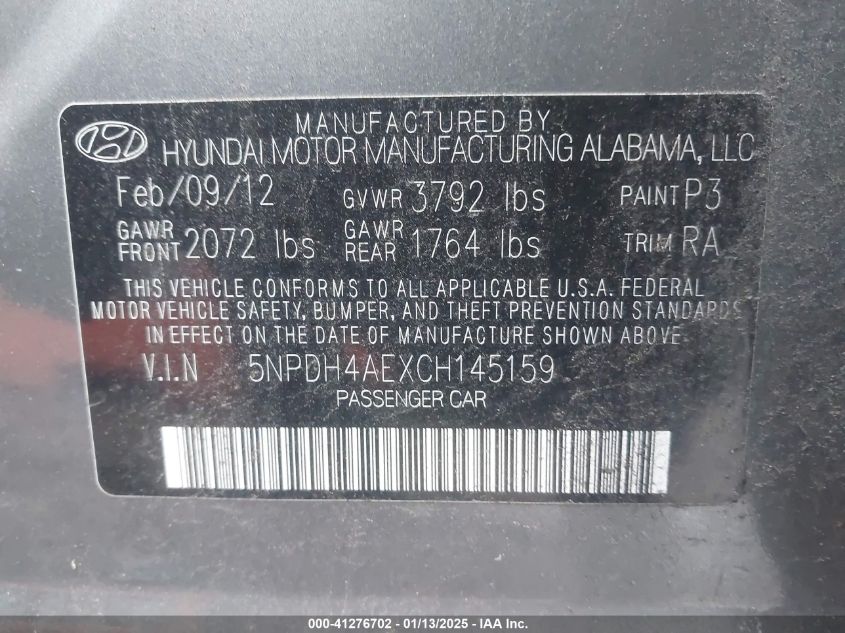 MANUFACTURED BY
HYUNDAI MOTOR MANUFACTURING ALABAMA, LLC
Feb/09/12 GVWR 3792 lbs PAINT P3
GAWR FRONT 2072 lbs GAWR REAR 1764 lbs TRIM RA
THIS VEHICLE CONFORMS TO ALL APPLICABLE U.S.A. FEDERAL
MOTOR VEHICLE SAFETY, BUMPER, AND THEFT PREVENTION STANDARDS
IN EFFECT ON THE DATE OF MANUFACTURE SHOWN ABOVE
V.I.N 5NPDH4AEXCH145159
PASSENGER CAR
000-41276702 - 01/13/2025 - IAA Inc.